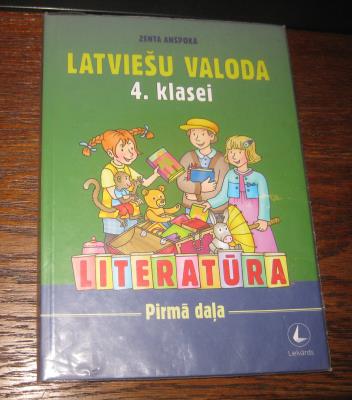 ZENTA ANSPOKA
LATVIEŠU VALODA
4. klasei
LITERATŪRA
Pirmā daļa
Lielvārds